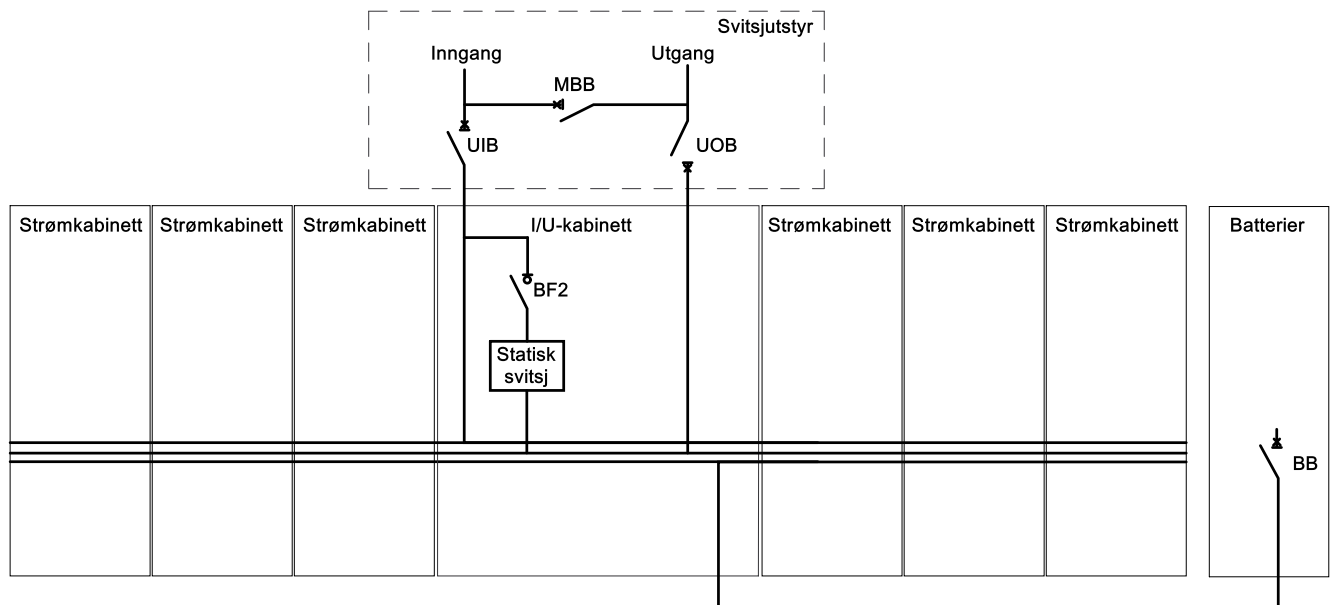 Svitsjutstyr
Inngang
Utgang
MBB
UIB
UOB
Strømkabinett
Strømkabinett
Strømkabinett
I/U-kabinett
Strømkabinett
Strømkabinett
Strømkabinett
Batterier
BF2
Statisk
svitsj
BB